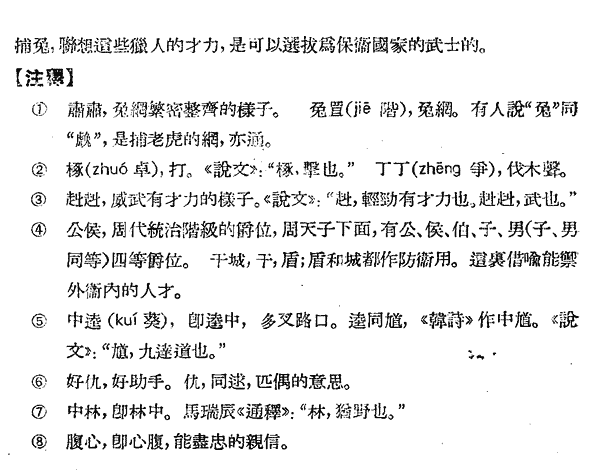 捕兔，聯想這些獵人的才力，是可以選拔爲保衞國家的武士的。
【注釋】
① 肅肅，兔網繁密整齊的樣子。 兔罝(jiē 階)，兔網。有人說“兔”同
“虪”，是捕老虎的網，亦通。
② 椓(zhuó 卓)，打。《說文》：“椓，擊也。” 丁丁(zhēng 爭)，伐木聲。
③ 赳赳，威武有才力的樣子。《說文》：“赳，輕勁有才力也。赳赳，武也。”
④ 公侯，周代統治階級的爵位，周天子下面，有公、侯、伯、子、男(子、男
同等)四等爵位。 干城，干，盾；盾和城都作防衞用。這裏借喻能禦
外衞內的人才。
⑤ 中逵(kuí 葵)，卽逵中，多叉路口。逵同馗，《韓詩》作中馗。《說
文》：“馗，九逵道也。”
⑥ 好仇，好助手。仇，同逑，匹偶的意思。
⑦ 中林，卽林中。馬瑞辰《通釋》：“林，猶野也。”
⑧ 腹心，卽心腹，能盡忠的親信。